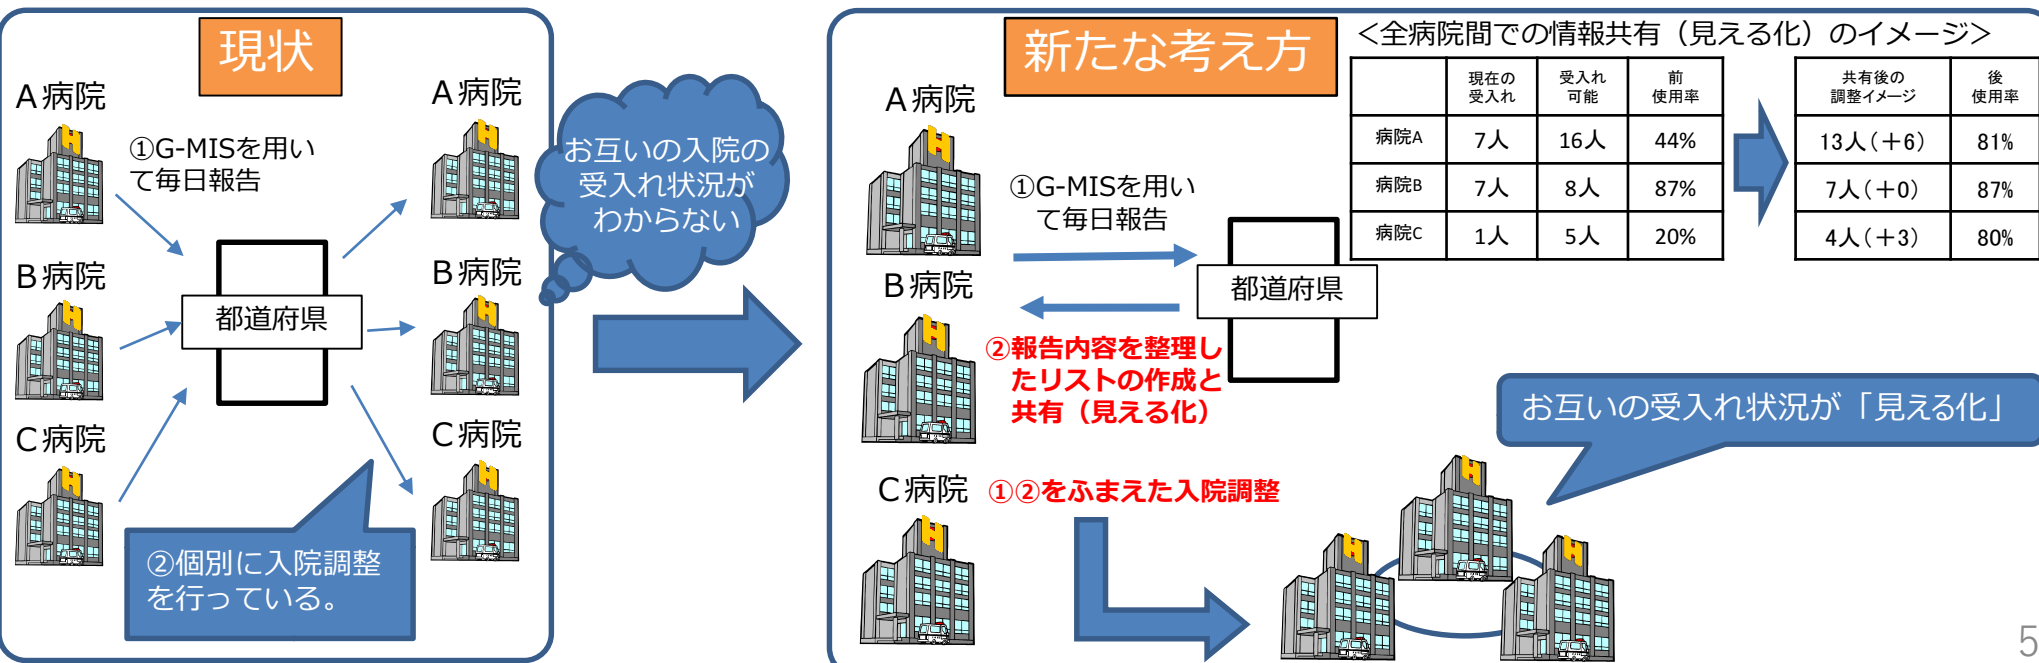 現状
A病院
①G-MISを用い
て毎日報告
B病院
都道府県
C病院
A病院
B病院
C病院
②個別に入院調整
を行っている。
お互いの入院の
受入れ状況が
わからない
新たな考え方
A病院
①G-MISを用い
て毎日報告
B病院
都道府県
②報告内容を整理し
たリストの作成と
共有（見える化）
C病院
①②をふまえた入院調整
＜全病院間での情報共有（見える化）のイメージ＞
現在の
受入れ
受入れ
可能
前
使用率
共有後の
調整イメージ
後
使用率
病院A 7人 16人 44% 13人(＋6) 81%
病院B 7人 8人 87% 7人(＋0) 87%
病院C 1人 5人 20% 4人(＋3) 80%
お互いの受入れ状況が「見える化」
5